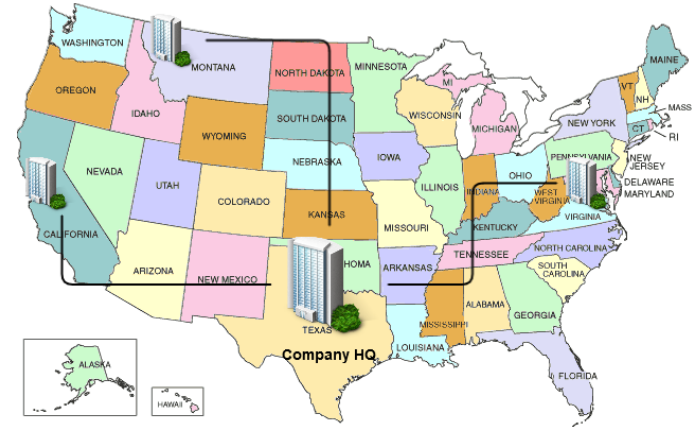 WASHINGTON
MONTANA
NORTH DAKOTA
MINNESOTA
MAINE
OREGON
IDAHO
WYOMING
SOUTH DAKOTA
WISCONSIN
MI
MICHIGAN
VT
NH
MASS
NEW YORK
CT
RI
NEVADA
UTAH
NEBRASKA
IOWA
PENNSYLVANIA
NEW
JERSEY
COLORADO
KANSAS
ILLINOIS
INDIANA
OHIO
WEST
VIRGINIA
DELAWARE
MARYLAND
CALIFORNIA
MISSOURI
KENTUCKY
VIRGINIA
ARIZONA
NEW MEXICO
HOMA
ARKANSAS
TENNESSEE
NORTH CAROLINA
SOUTH
CAROLINA
TEXAS
MISSISSIPPI
ALABAMA
GEORGIA
LOUISIANA
Company HQ
FLORIDA
ALASKA
HAWAII